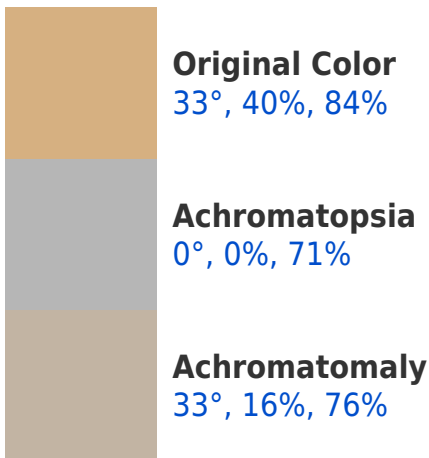 Original Color
33°, 40%, 84%
Achromatopsia
0°, 0%, 71%
Achromatomaly
33°, 16%, 76%